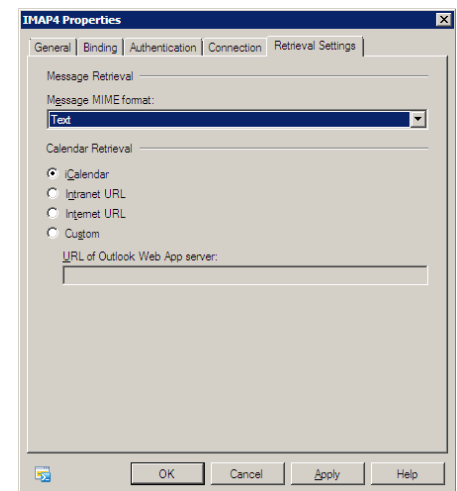 IMAP4 Properties
General Binding Authentication Connection Retrieval Settings
Message Retrieval
Message MIME format:
Text
Calendar Retrieval
iCalendar
Intranet URL
Internet URL
Custom
URL of Outlook Web App server:
OK Cancel Apply Help